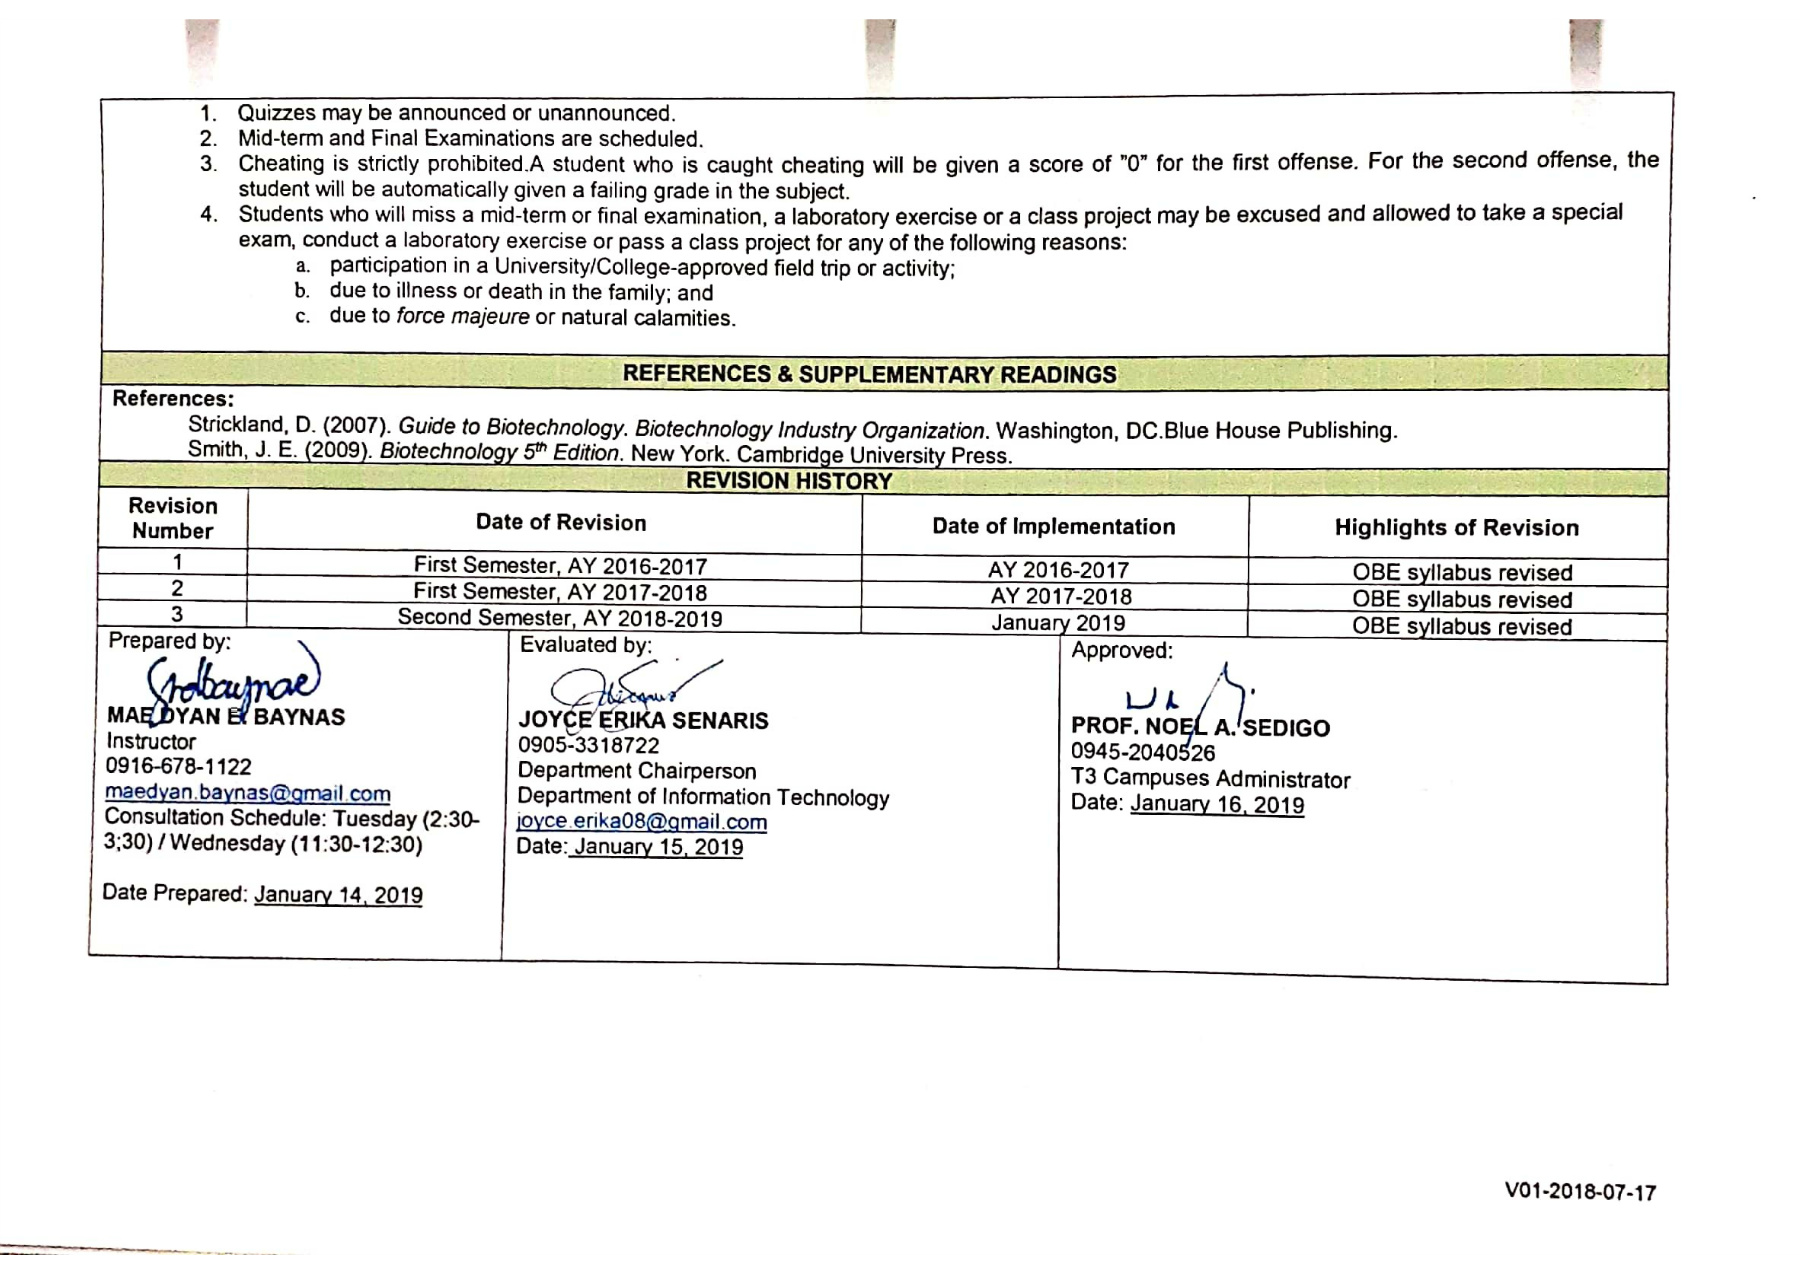 1. Quizzes may be announced or unannounced.
2. Mid-term and Final Examinations are scheduled.
3. Cheating is strictly prohibited.A student who is caught cheating will be given a score of "0" for the first offense. For the second offense, the
student will be automatically given a failing grade in the subject.
4. Students who will miss a mid-term or final examination, a laboratory exercise or a class project may be excused and allowed to take a special
exam, conduct a laboratory exercise or pass a class project for any of the following reasons:
a. participation in a University/College-approved field trip or activity;
b. due to illness or death in the family; and
c. due to force majeure or natural calamities.
REFERENCES & SUPPLEMENTARY READINGS
References:
Strickland, D. (2007). Guide to Biotechnology. Biotechnology Industry Organization. Washington, DC.Blue House Publishing.
Smith, J. E. (2009). Biotechnology 5th Edition. New York. Cambridge University Press.
REVISION HISTORY
Revision Number Date of Revision Date of Implementation Highlights of Revision
1 First Semester, AY 2016-2017 AY 2016-2017 OBE syllabus revised
2 First Semester, AY 2017-2018 AY 2017-2018 OBE syllabus revised
3 Second Semester, AY 2018-2019 January 2019 OBE syllabus revised
Prepared by:
MAE DYAN E. BAYNAS
Instructor
0916-678-1122
maedyan.baynas@gmail.com
Consultation Schedule: Tuesday (2:30-
3;30) / Wednesday (11:30-12:30)
Date Prepared: January 14, 2019
Evaluated by:
JOYCE ERIKA SENARIS
0905-3318722
Department Chairperson
Department of Information Technology
joyce.erika08@gmail.com
Date: January 15, 2019
Approved:
PROF. NOEL A. SEDIGO
0945-2040526
T3 Campuses Administrator
Date: January 16, 2019
V01-2018-07-17